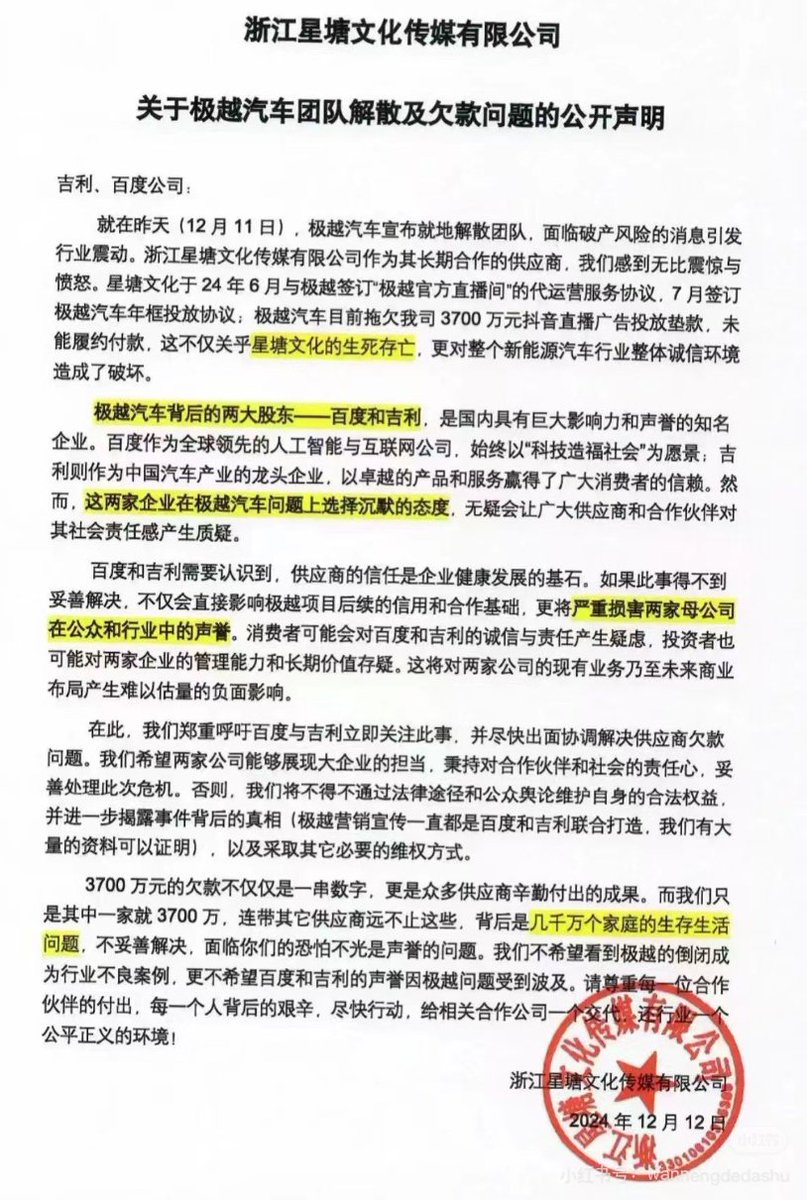 浙江星塘文化传媒有限公司
关于极越汽车团队解散及欠款问题的公开声明
吉利、百度公司：
就在昨天（12 月 11 日），极越汽车宣布就地解散团队，面临破产风险的消息引发
行业震动。浙江星塘文化传媒有限公司作为其长期合作的供应商，我们感到无比震惊与
愤怒。星塘文化于 24 年 6 月与极越签订“极越官方直播间”的代运营服务协议，7 月签订
极越汽车年框投放协议；极越汽车目前拖欠我司 3700 万元抖音直播广告投放垫款，未
能履约付款，这不仅关乎星塘文化的生死存亡，更对整个新能源汽车行业整体诚信环境
造成了破坏。
极越汽车背后的两大股东——百度和吉利，是国内具有巨大影响力和声誉的知名
企业。百度作为全球领先的人工智能与互联网公司，始终以“科技造福社会”为愿景；吉
利则作为中国汽车产业的龙头企业，以卓越的产品和服务赢得了广大消费者的信赖。然
而，这两家企业在极越汽车问题上选择沉默的态度，无疑会让广大供应商和合作伙伴对
其社会责任感产生质疑。
百度和吉利需要认识到，供应商的信任是企业健康发展的基石。如果此事得不到
妥善解决，不仅会直接影响极越项目后续的信用和合作基础，更将严重损害两家母公司
在公众和行业中的声誉。消费者可能会对百度和吉利的诚信与责任产生疑虑，投资者也
可能对两家企业的管理能力和长期价值存疑。这将对两家公司的现有业务乃至未来商业
布局产生难以估量的负面影响。
在此，我们郑重呼吁百度与吉利立即关注此事，并尽快出面协调解决供应商欠款
问题。我们希望两家公司能够展现大企业的担当，秉持对合作伙伴和社会的责任心，妥
善处理此次危机。否则，我们将不得不通过法律途径和公众舆论维护自身的合法权益，
并进一步揭露事件背后的真相（极越营销宣传一直都是百度和吉利联合打造，我们有大
量的资料可以证明），以及采取其它必要的维权方式。
3700 万元的欠款不仅仅是一串数字，更是众多供应商辛勤付出的成果。而我们只
是其中一家就 3700 万，连带其它供应商远不止这些，背后是几千万个家庭的生存生活
问题，不妥善解决，面临你们的恐怕不光是声誉的问题。我们不希望看到极越的倒闭成
为行业不良案例，更不希望百度和吉利的声誉因极越问题受到波及。请尊重每一位合作
伙伴的付出，每一个人背后的艰辛，尽快行动，给相关合作公司一个交代，还行业一个
公平正义的环境！
浙江星塘文化传媒有限公司
2024 年 12 月 12 日
浙江星塘文化传媒有限公司
小红书号：wanhengdedashu